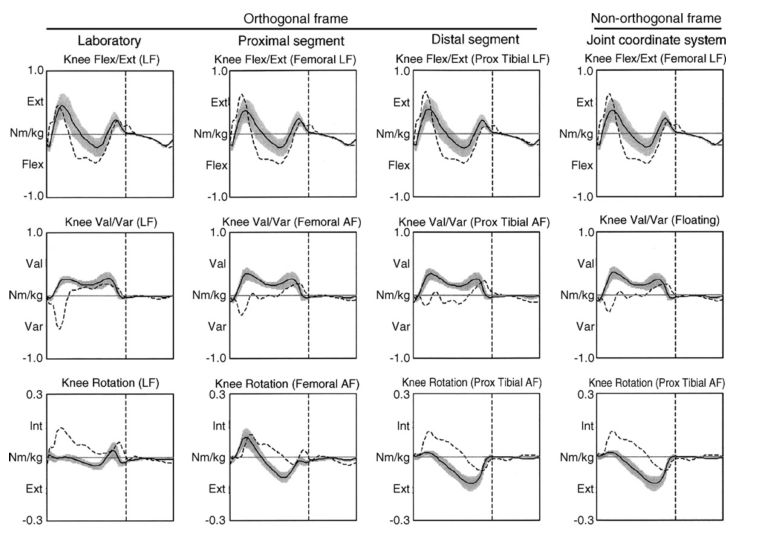 Orthogonal frame
Non-orthogonal frame
Laboratory
Proximal segment
Distal segment
Joint coordinate system
Knee Flex/Ext (LF)
Knee Flex/Ext (Femoral LF)
Knee Flex/Ext (Prox Tibial LF)
Knee Flex/Ext (Femoral LF)
1.0
Ext
Nm/kg
Flex
-1.0
1.0
Ext
Nm/kg
Flex
-1.0
1.0
Ext
Nm/kg
Flex
-1.0
1.0
Ext
Nm/kg
Flex
-1.0
Knee Val/Var (LF)
Knee Val/Var (Femoral AF)
Knee Val/Var (Prox Tibial AF)
Knee Val/Var (Floating)
1.0
Val
Nm/kg
Var
-1.0
1.0
Val
Nm/kg
Var
-1.0
1.0
Val
Nm/kg
Var
-1.0
1.0
Val
Nm/kg
Var
-1.0
Knee Rotation (LF)
Knee Rotation (Femoral AF)
Knee Rotation (Prox Tibial AF)
Knee Rotation (Prox Tibial AF)
0.3
Int
Nm/kg
Ext
-0.3
0.3
Int
Nm/kg
Ext
-0.3
0.3
Int
Nm/kg
Ext
-0.3
0.3
Int
Nm/kg
Ext
-0.3